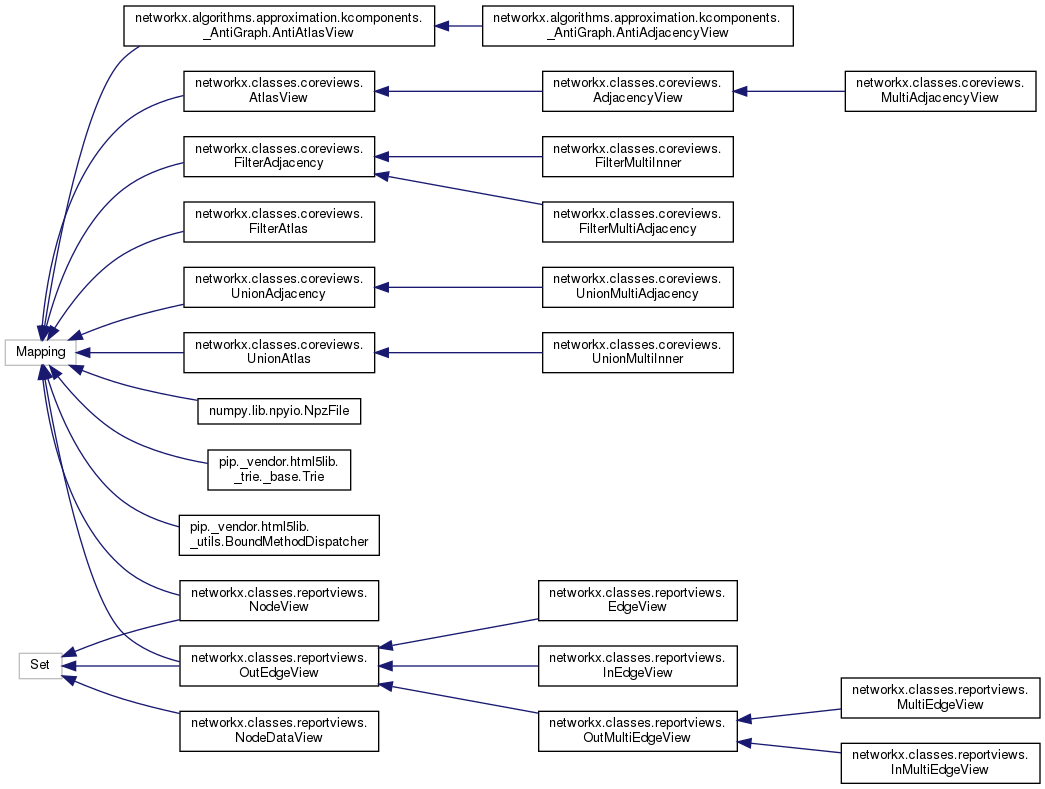 networkx.algorithms.approximation.kcomponents.
_AntiGraph.AntiAtlasView
networkx.algorithms.approximation.kcomponents.
_AntiGraph.AntiAdjacencyView
networkx.classes.coreviews.
AtlasView
networkx.classes.coreviews.
AdjacencyView
networkx.classes.coreviews.
MultiAdjacencyView
networkx.classes.coreviews.
FilterAdjacency
networkx.classes.coreviews.
FilterMultiInner
networkx.classes.coreviews.
FilterAtlas
networkx.classes.coreviews.
FilterMultiAdjacency
networkx.classes.coreviews.
UnionAdjacency
networkx.classes.coreviews.
UnionMultiAdjacency
Mapping
networkx.classes.coreviews.
UnionAtlas
networkx.classes.coreviews.
UnionMultiInner
numpy.lib.npyio.NpzFile
pip._vendor.html5lib.
_trie._base.Trie
pip._vendor.html5lib.
_utils.BoundMethodDispatcher
networkx.classes.reportviews.
NodeView
networkx.classes.reportviews.
EdgeView
Set
networkx.classes.reportviews.
OutEdgeView
networkx.classes.reportviews.
InEdgeView
networkx.classes.reportviews.
MultiEdgeView
networkx.classes.reportviews.
NodeDataView
networkx.classes.reportviews.
OutMultiEdgeView
networkx.classes.reportviews.
InMultiEdgeView